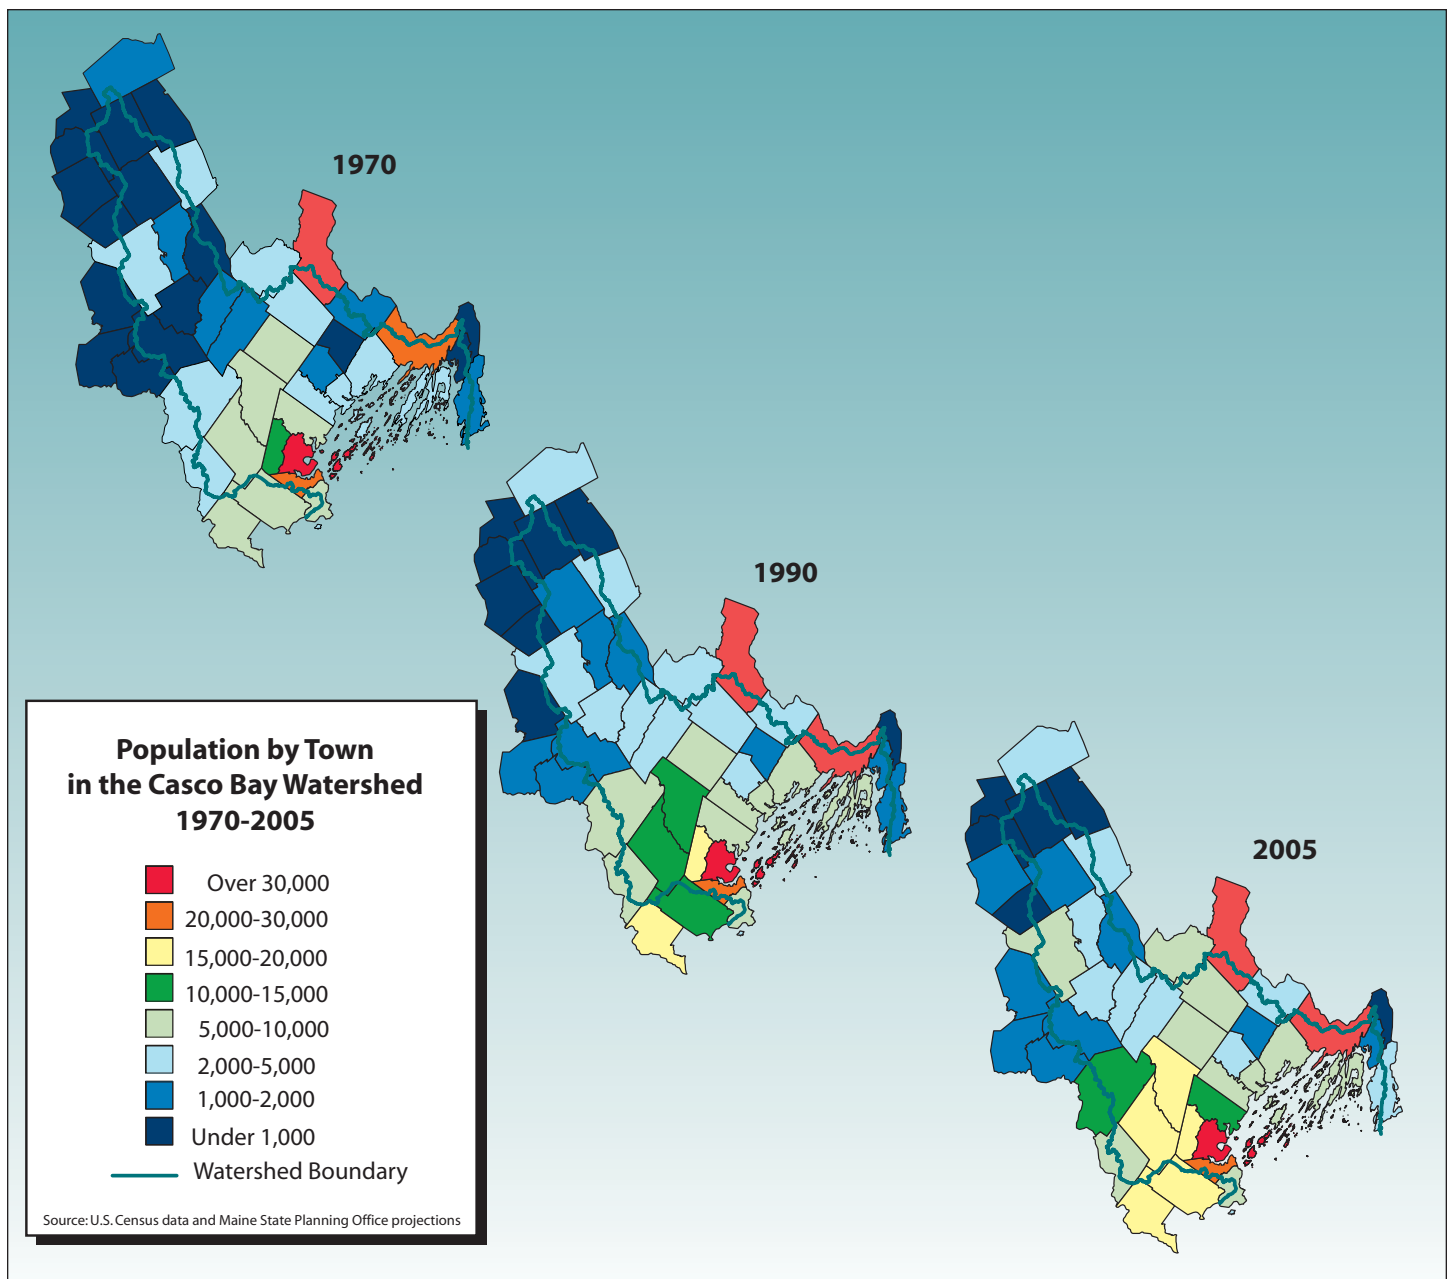 1970
1990
2005
Population by Town
in the Casco Bay Watershed
1970-2005
Over 30,000
20,000-30,000
15,000-20,000
10,000-15,000
5,000-10,000
2,000-5,000
1,000-2,000
Under 1,000
Watershed Boundary
Source: U.S. Census data and Maine State Planning Office projections